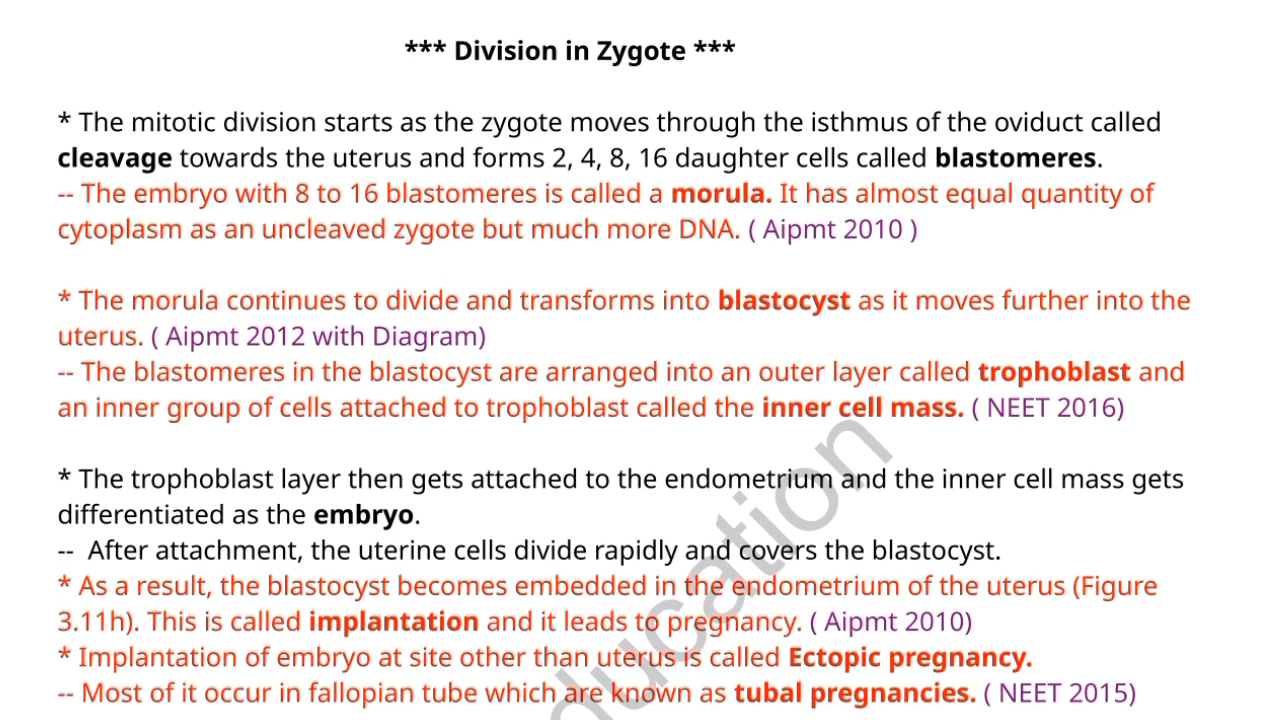 *** Division in Zygote ***
* The mitotic division starts as the zygote moves through the isthmus of the oviduct called
cleavage towards the uterus and forms 2, 4, 8, 16 daughter cells called blastomeres.
-- The embryo with 8 to 16 blastomeres is called a morula. It has almost equal quantity of
cytoplasm as an uncleaved zygote but much more DNA. ( Aipmt 2010 )
* The morula continues to divide and transforms into blastocyst as it moves further into the
uterus. ( Aipmt 2012 with Diagram)
-- The blastomeres in the blastocyst are arranged into an outer layer called trophoblast and
an inner group of cells attached to trophoblast called the inner cell mass. ( NEET 2016)
* The trophoblast layer then gets attached to the endometrium and the inner cell mass gets
differentiated as the embryo.
-- After attachment, the uterine cells divide rapidly and covers the blastocyst.
* As a result, the blastocyst becomes embedded in the endometrium of the uterus (Figure
3.11h). This is called implantation and it leads to pregnancy. ( Aipmt 2010)
* Implantation of embryo at site other than uterus is called Ectopic pregnancy.
-- Most of it occur in fallopian tube which are known as tubal pregnancies. ( NEET 2015)